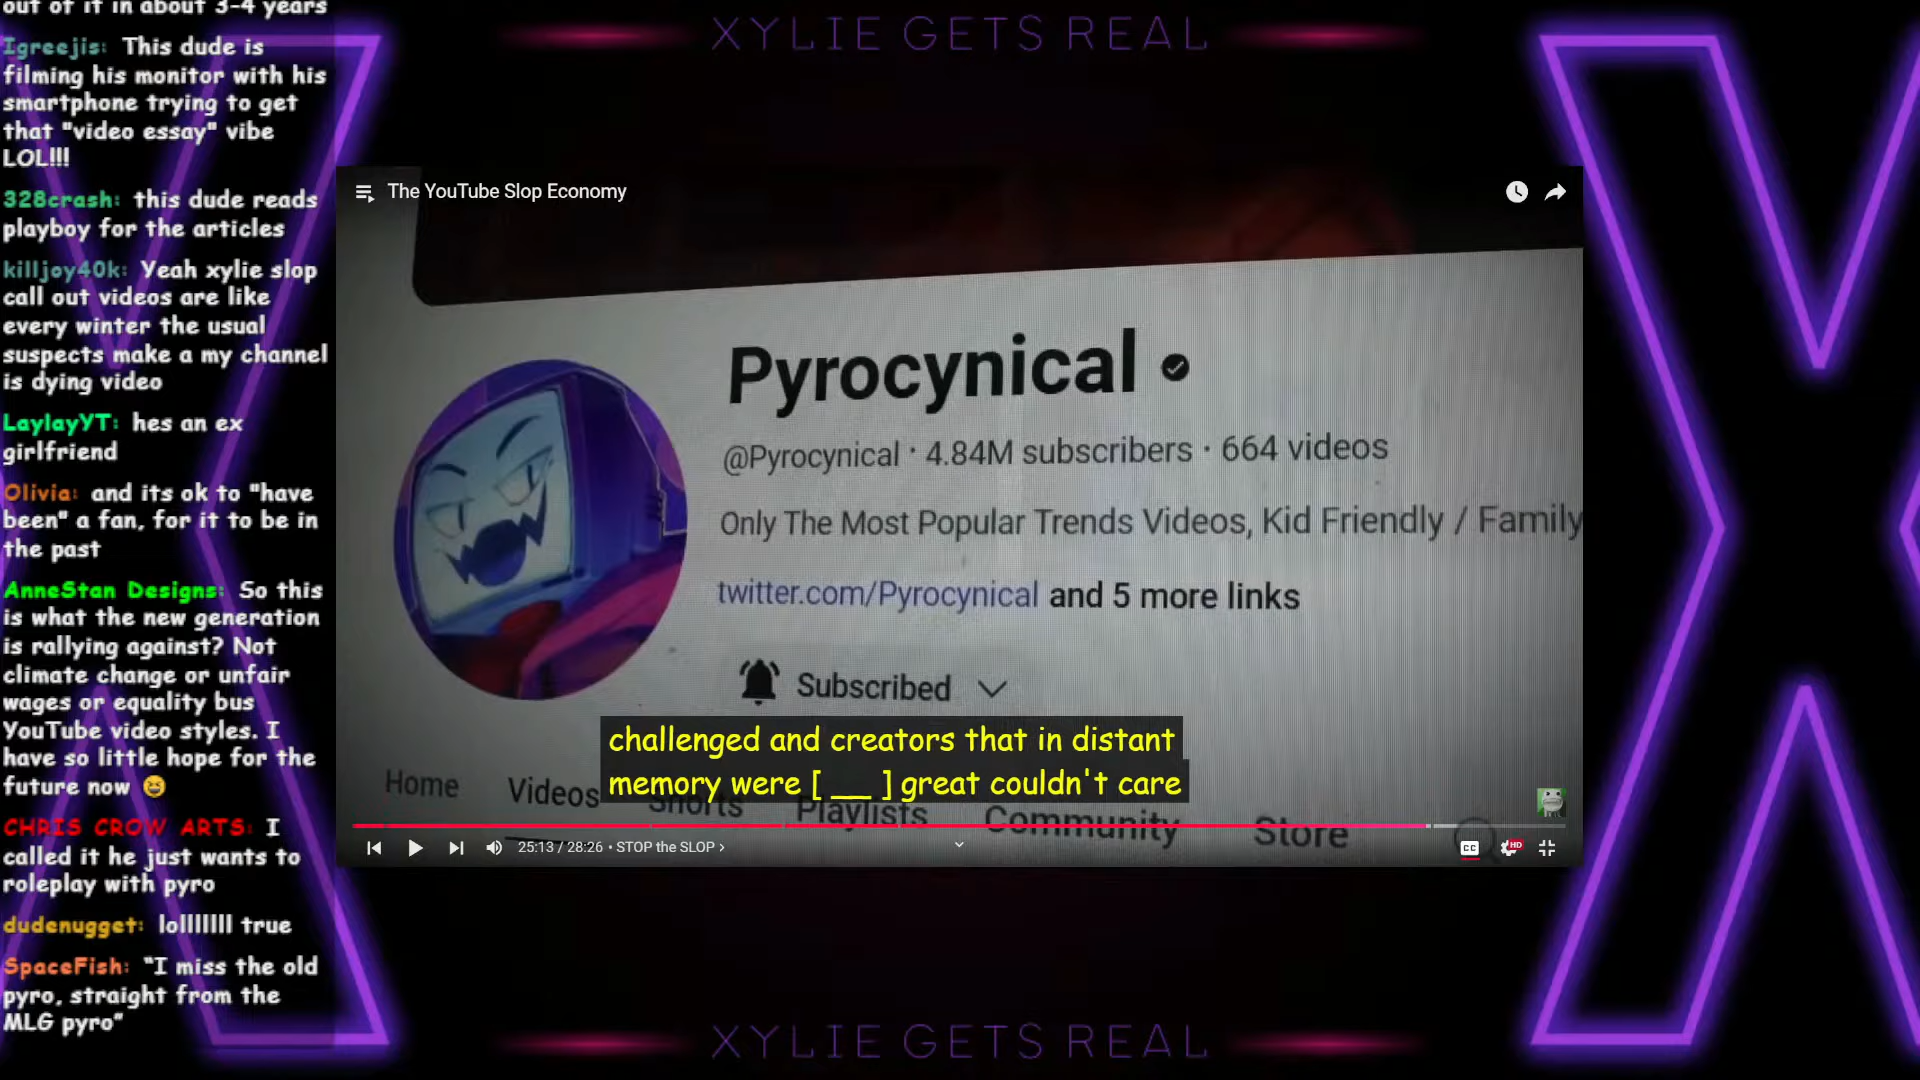 out of it in about 3-4 years
Igreejis: This dude is
filming his monitor with his
smartphone trying to get
that "video essay" vibe
LOL!!!
328crash: this dude reads
playboy for the articles
killjoy40k: Yeah xylie slop
call out videos are like
every winter the usual
suspects make a my channel
is dying video
LaylayYT: hes an ex
girlfriend
Olivia: and its ok to "have
been" a fan, for it to be in
the past
AnneStan Designs: So this
is what the new generation
is rallying against? Not
climate change or unfair
wages or equality bus
YouTube video styles. I
have so little hope for the
future now 😆
CHRIS CROW ARTS: I
called it he just wants to
roleplay with pyro
dudenugget: lolllllll true
SpaceFish: “I miss the old
pyro, straight from the
MLG pyro”
XYLIE GETS REAL
The YouTube Slop Economy
Pyrocynical
@Pyrocynical · 4.84M subscribers · 664 videos
Only The Most Popular Trends Videos, Kid Friendly / Family
twitter.com/Pyrocynical and 5 more links
Subscribed
challenged and creators that in distant
memory were [ __ ] great couldn't care
Home Videos Shorts Playlists Community Store
25:13 / 28:26 • STOP the SLOP ›
CC HD
XYLIE GETS REAL